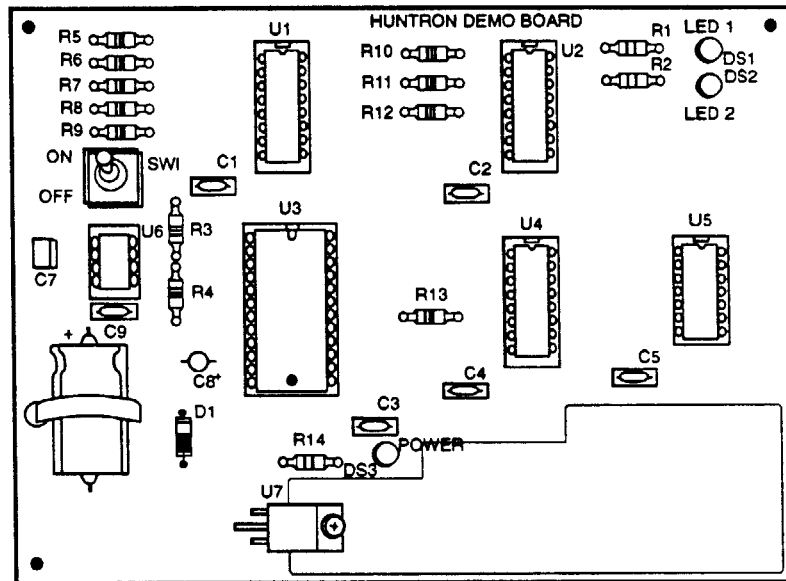 HUNTRON DEMO BOARD
U1
U2
R1
LED 1
R5
R6
R7
R8
R9
R10
R11
R12
R2
DS1
DS2
LED 2
ON
SWI
OFF
C1
C2
U6
R3
U3
U4
U5
C7
R4
R13
C9
+
C8+
C4
C5
D1
C3
POWER
R14
DS3
U7